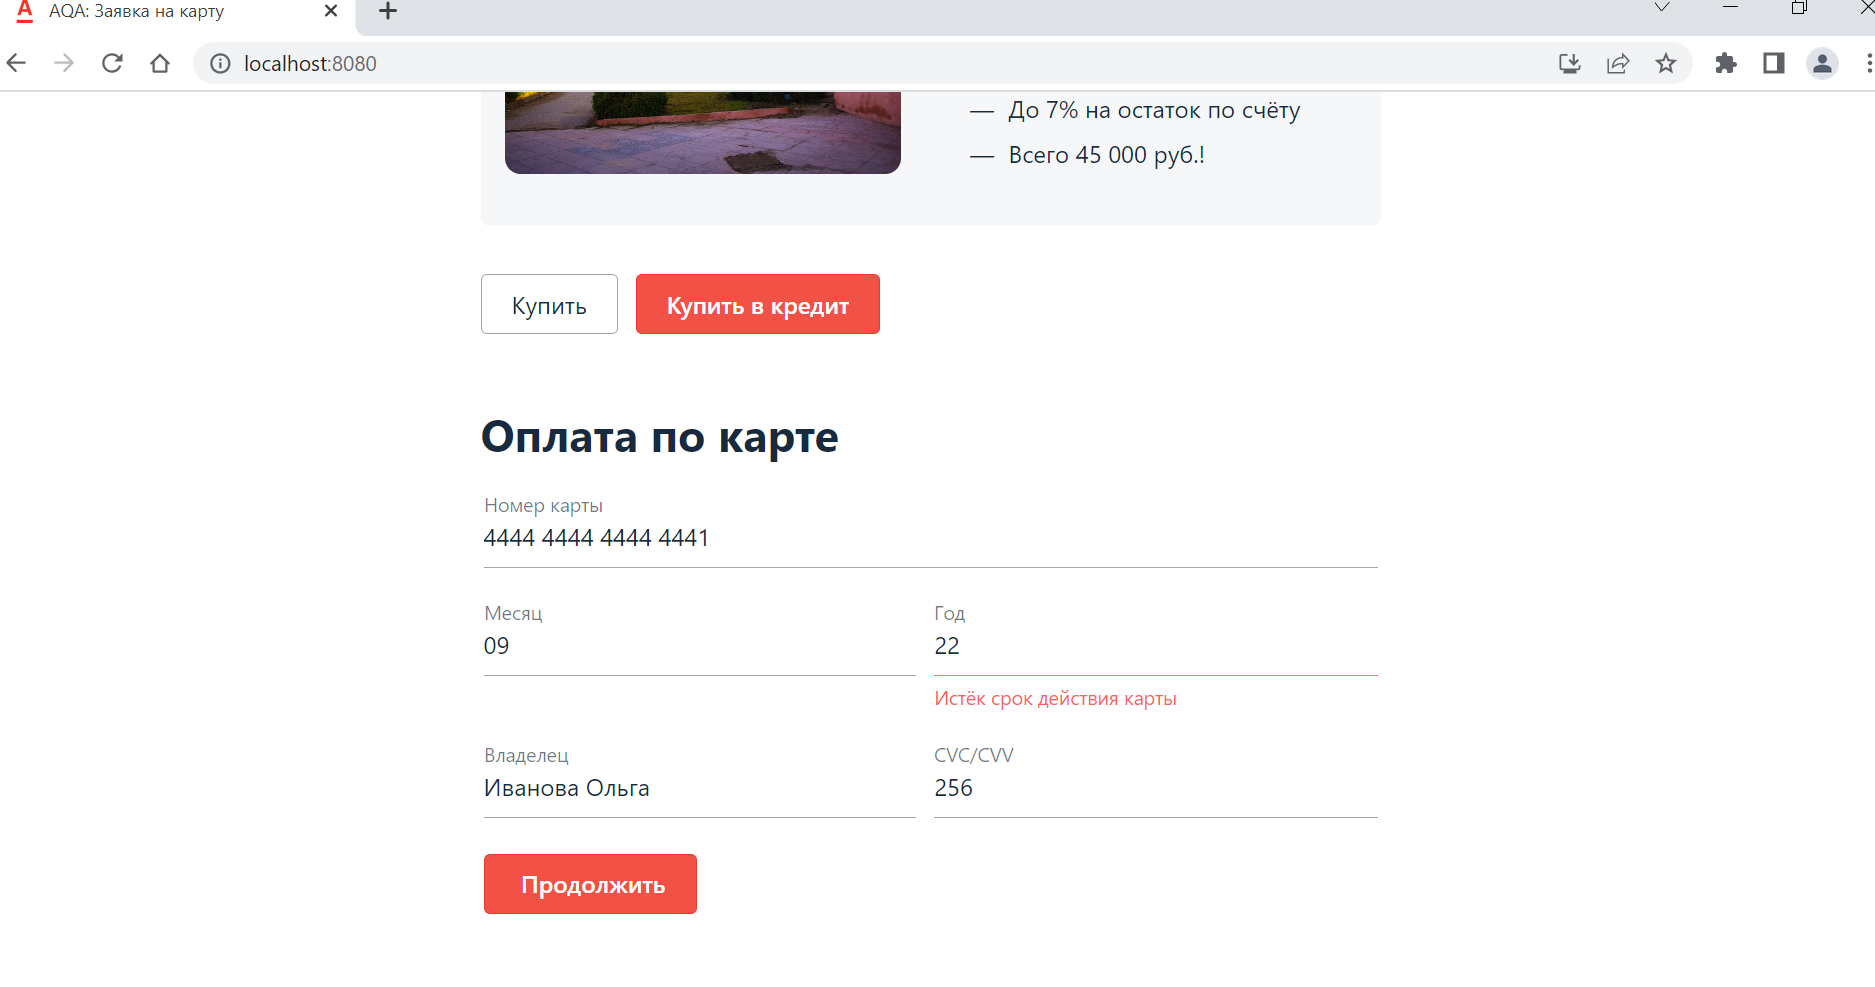 AQA: Заявка на карту
localhost:8080
— До 7% на остаток по счёту
— Всего 45 000 руб.!
Купить
Купить в кредит
Оплата по карте
Номер карты
4444 4444 4444 4441
Месяц
Год
09
22
Истёк срок действия карты
Владелец
CVC/CVV
Иванова Ольга
256
Продолжить